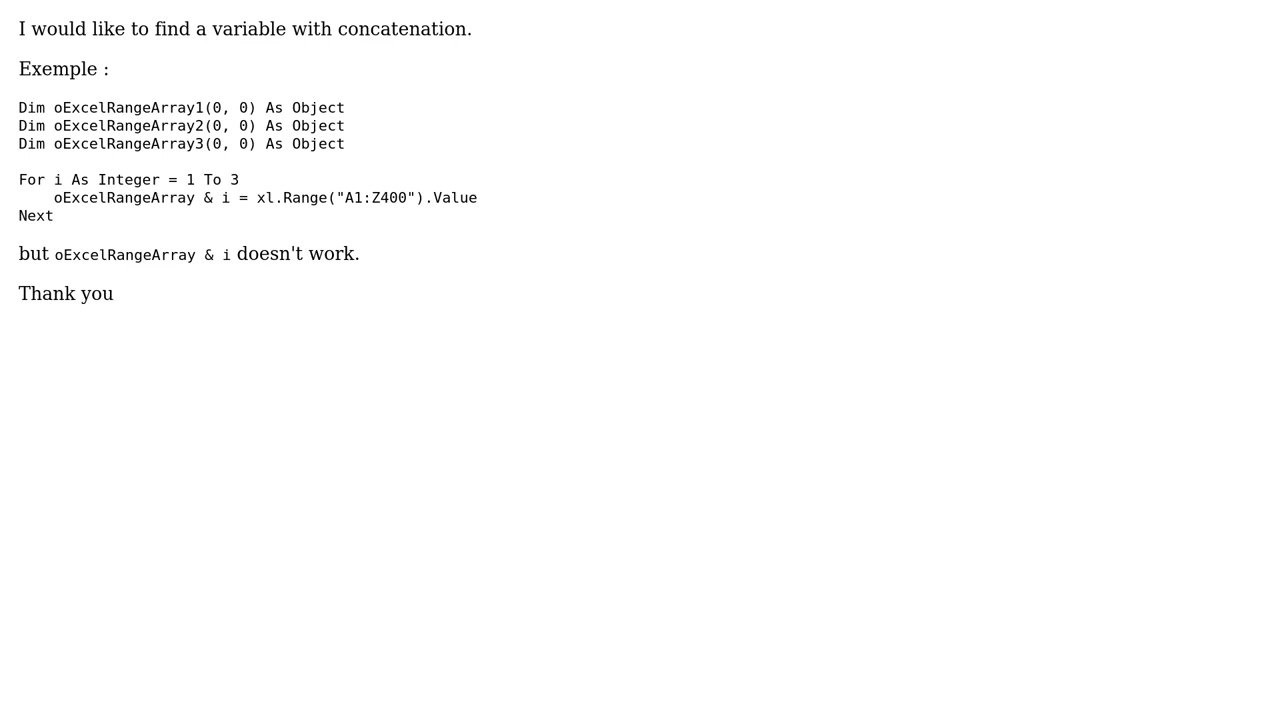 I would like to find a variable with concatenation.
Exemple :
Dim oExcelRangeArray1(0, 0) As Object
Dim oExcelRangeArray2(0, 0) As Object
Dim oExcelRangeArray3(0, 0) As Object
For i As Integer = 1 To 3
    oExcelRangeArray & i = xl.Range("A1:Z400").Value
Next
but oExcelRangeArray & i doesn't work.
Thank you